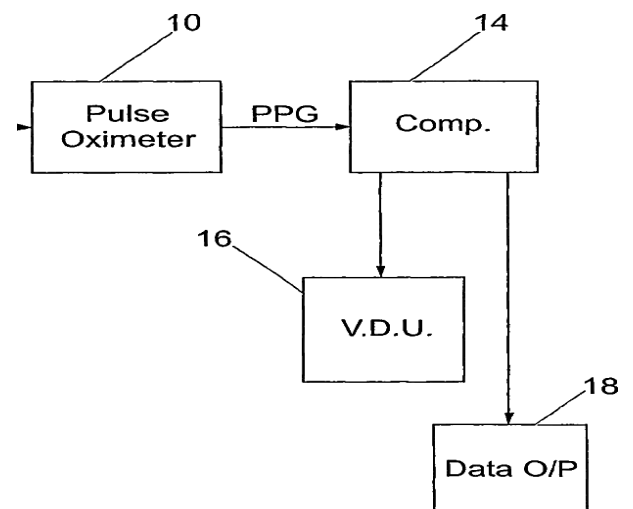 10
14
Pulse
Oximeter
PPG
Comp.
16
V.D.U.
18
Data O/P